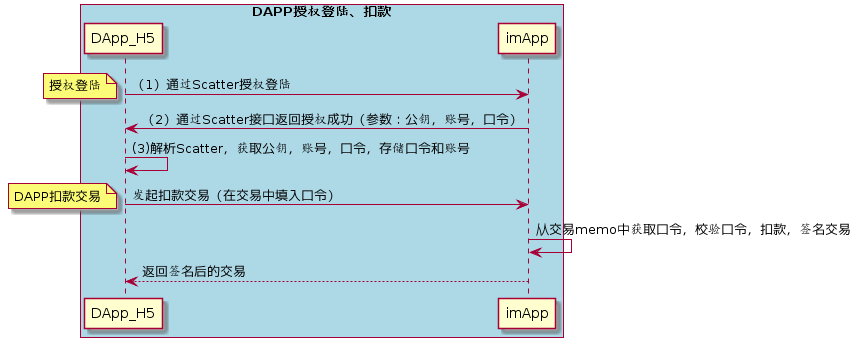 DAPP授权登陆、扣款
DApp_H5
imApp
授权登陆
（1）通过Scatter授权登陆
（2）通过Scatter接口返回授权成功（参数：公钥，账号，口令）
(3)解析Scatter，获取公钥，账号，口令，存储口令和账号
DAPP扣款交易
发起扣款交易（在交易中填入口令）
从交易memo中获取口令，校验口令，扣款，签名交易
返回签名后的交易
DApp_H5
imApp